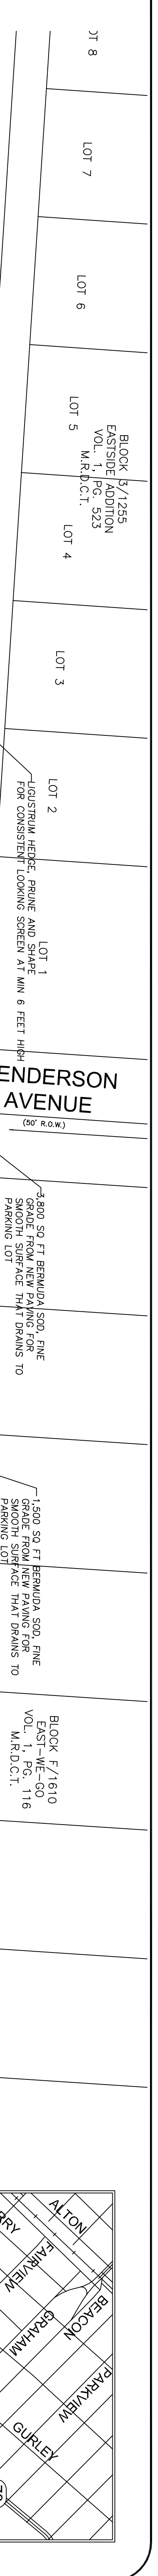 LOT 7
LOT 6
LOT 5
BLOCK 3/1255
EASTSIDE ADDITION
VOL. 1, PG. 523
M.R.D.C.T.
LOT 4
LOT 3
LOT 2
LOT 1
LIGUSTRUM HEDGE, PRUNE AND SHAPE
FOR CONSISTENT LOOKING SCREEN AT MIN 6 FEET HIGH
ENDERSON
AVENUE
(50' R.O.W.)
3,800 SQ FT BERMUDA SOD, FINE
GRADE FROM NEW PAVING FOR
SMOOTH SURFACE THAT DRAINS TO
PARKING LOT
1,500 SQ FT BERMUDA SOD, FINE
GRADE FROM NEW PAVING FOR
SMOOTH SURFACE THAT DRAINS TO
PARKING LOT
BLOCK F/1610
EAST-WE-GO
VOL. 1, PG. 116
M.R.D.C.T.
ALTON
BEACON
FAIRVIEW
GRAHAM
PARKVIEW
GURLEY